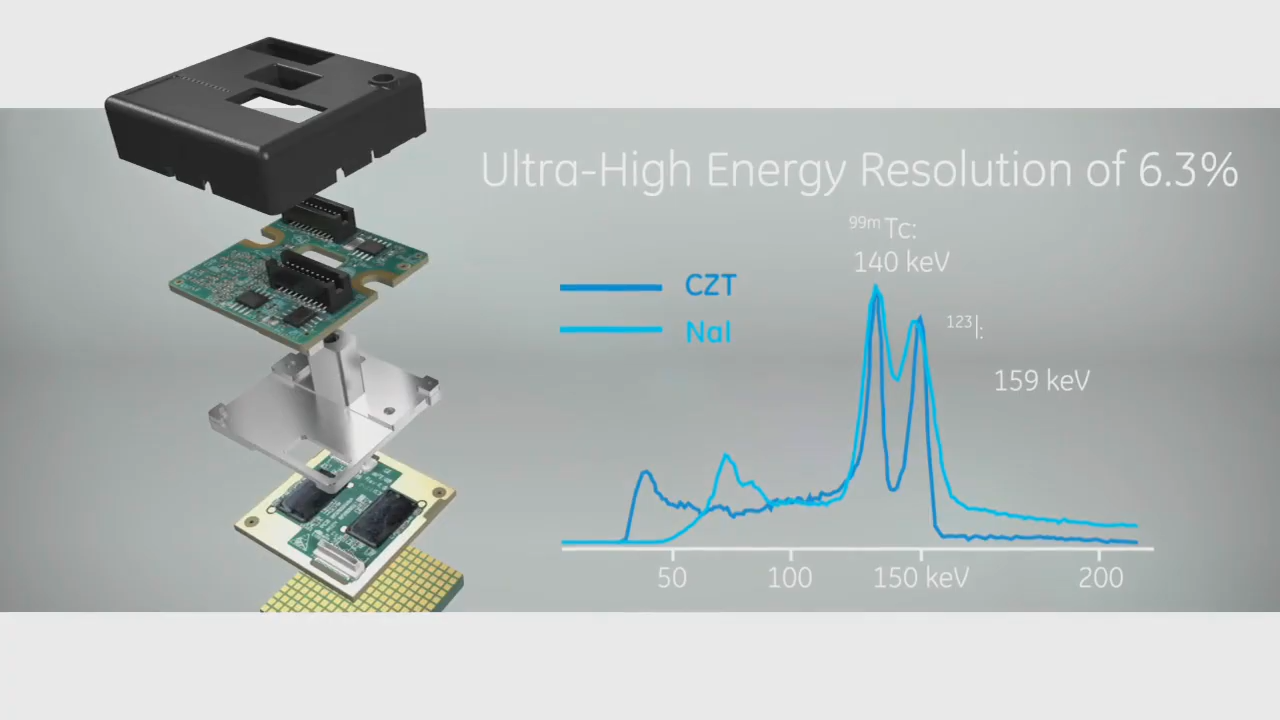 Ultra-High Energy Resolution of 6.3%
99mTc:
140 keV
CZT
NaI
123I:
159 keV
50 100 150 keV 200